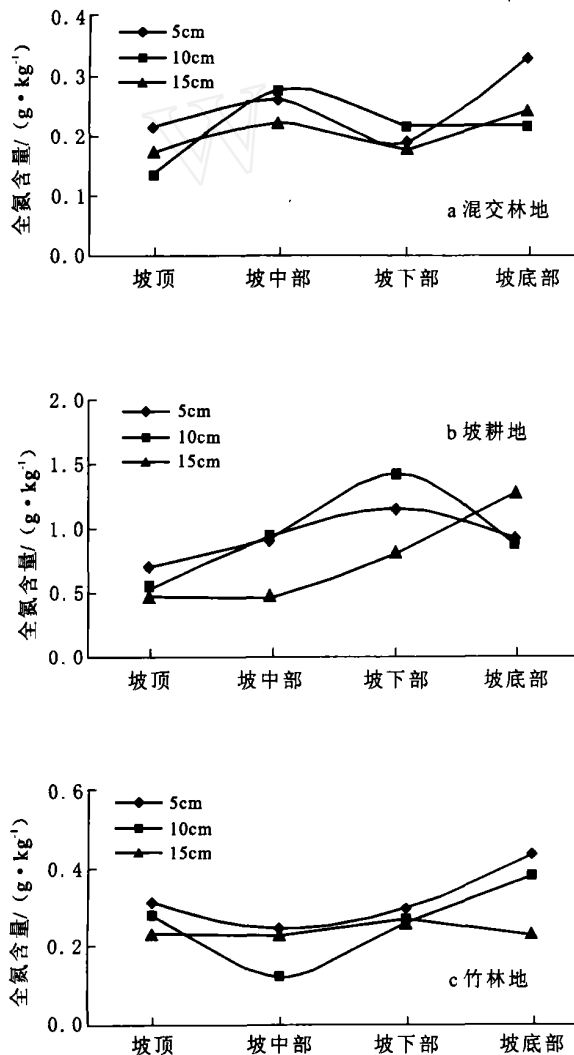 0.4
0.3
0.2
0.1
0.0
全氮含量/(g·kg⁻¹)
5cm
10cm
15cm
W
a 混交林地
坡顶 坡中部 坡下部 坡底部
2.0
1.5
1.0
0.5
0.0
全氮含量/(g·kg⁻¹)
5cm
10cm
15cm
b 坡耕地
坡顶 坡中部 坡下部 坡底部
0.6
0.4
0.2
0.0
全氮含量/(g·kg⁻¹)
5cm
10cm
15cm
c 竹林地
坡顶 坡中部 坡下部 坡底部